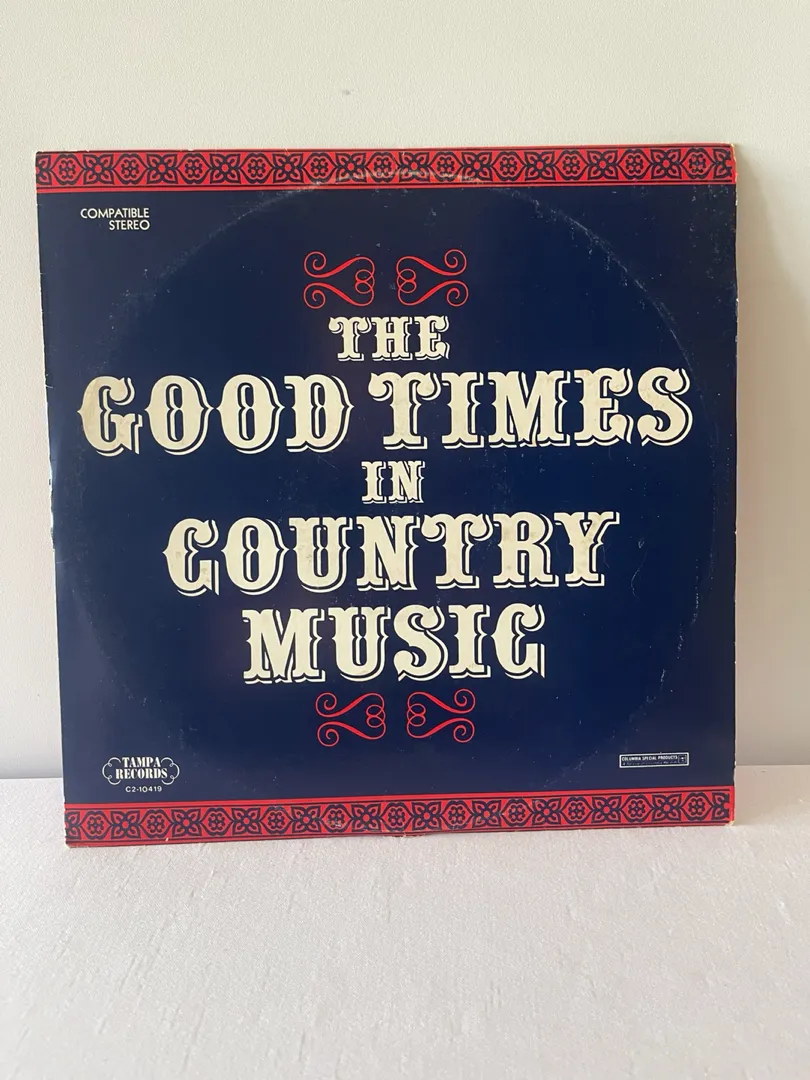 COMPATIBLE
STEREO
THE
GOOD TIMES
IN
COUNTRY
MUSIC
TAMPA
RECORDS
C2-10419
COLUMBIA SPECIAL PRODUCTS